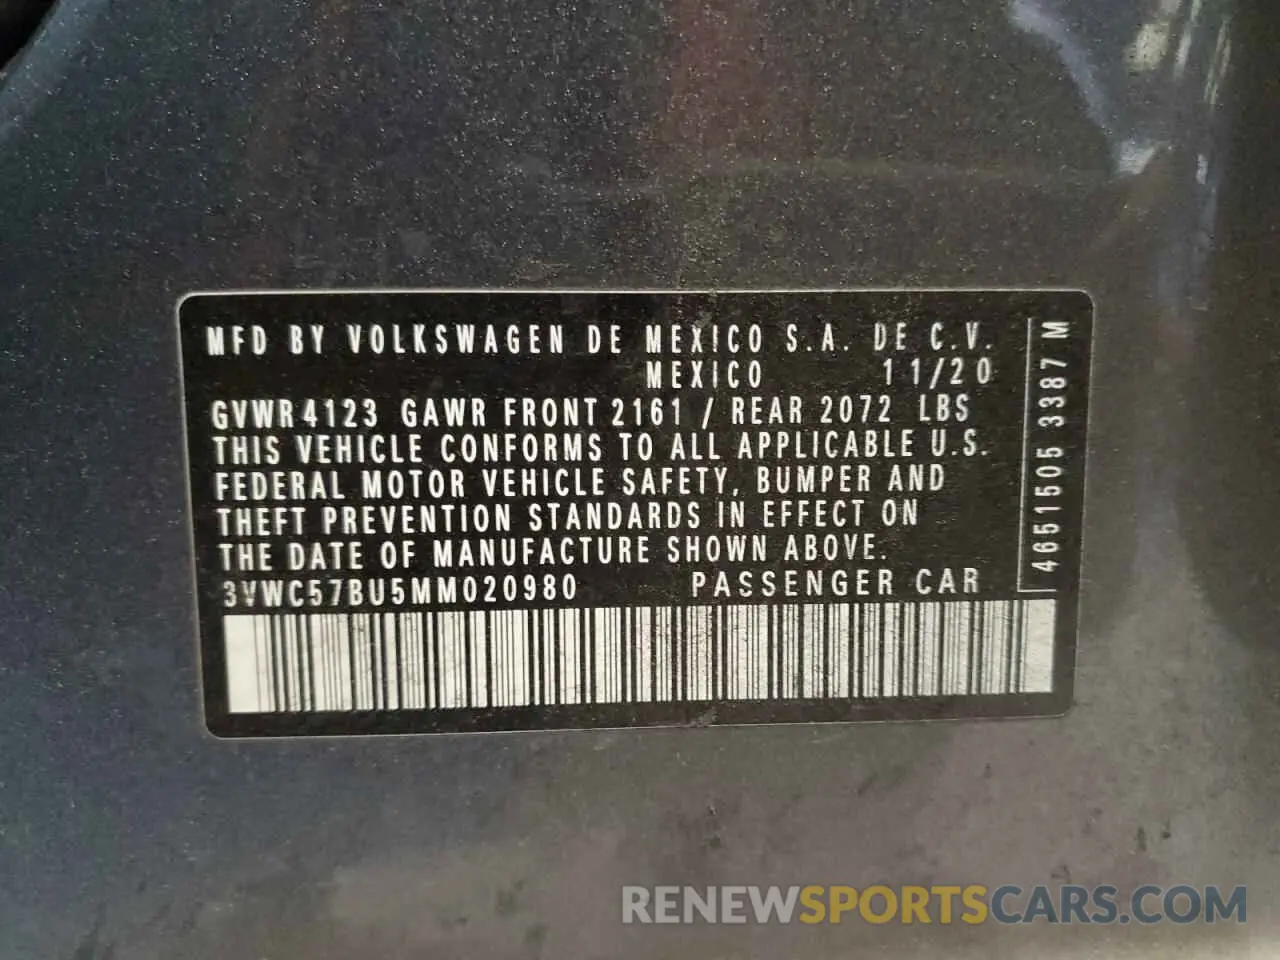 MFD BY VOLKSWAGEN DE MEXICO S.A. DE C.V.
MEXICO 11/20
GVWR 4123 GAWR FRONT 2161 / REAR 2072 LBS
THIS VEHICLE CONFORMS TO ALL APPLICABLE U.S.
FEDERAL MOTOR VEHICLE SAFETY, BUMPER AND
THEFT PREVENTION STANDARDS IN EFFECT ON
THE DATE OF MANUFACTURE SHOWN ABOVE.
3VWC57BU5MM020980 PASSENGER CAR
4651505 3387 M
RENEWSPORTSCARS.COM